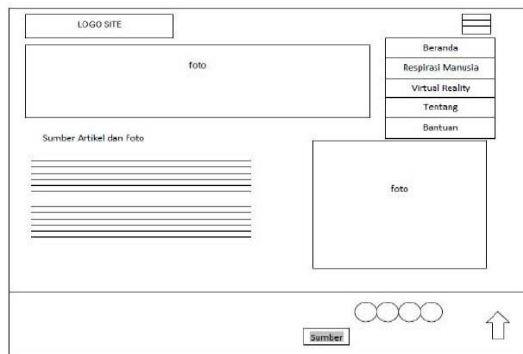 LOGO SITE
foto
Beranda
Respirasi Manusia
Virtual Reality
Tentang
Bantuan
Sumber Artikel dan Foto
foto
Sumber